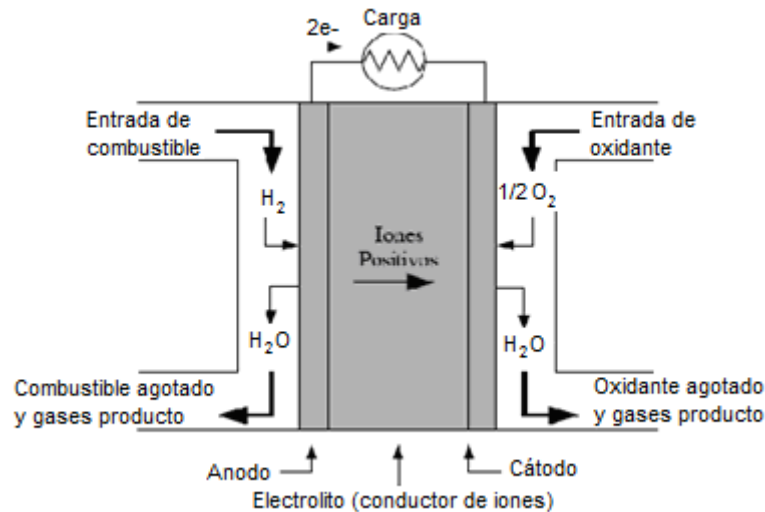 Carga
2e-
Entrada de
combustible
Entrada de
oxidante
H2
1/2 O2
Iones
Positivos
H2O
H2O
Combustible agotado
y gases producto
Oxidante agotado
y gases producto
Anodo
Cátodo
Electrolito (conductor de iones)